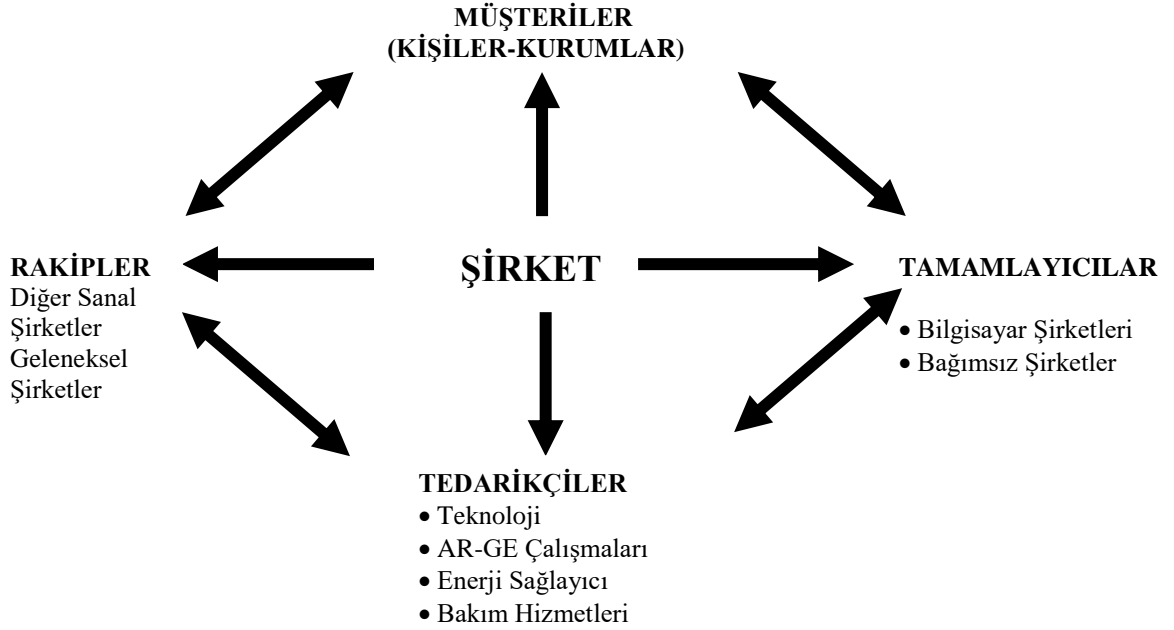 MÜŞTERİLER
(KİŞİLER-KURUMLAR)
RAKİPLER
Diğer Sanal
Şirketler
Geleneksel
Şirketler
ŞİRKET
TAMAMLAYICILAR
• Bilgisayar Şirketleri
• Bağımsız Şirketler
TEDARİKÇİLER
• Teknoloji
• AR-GE Çalışmaları
• Enerji Sağlayıcı
• Bakım Hizmetleri